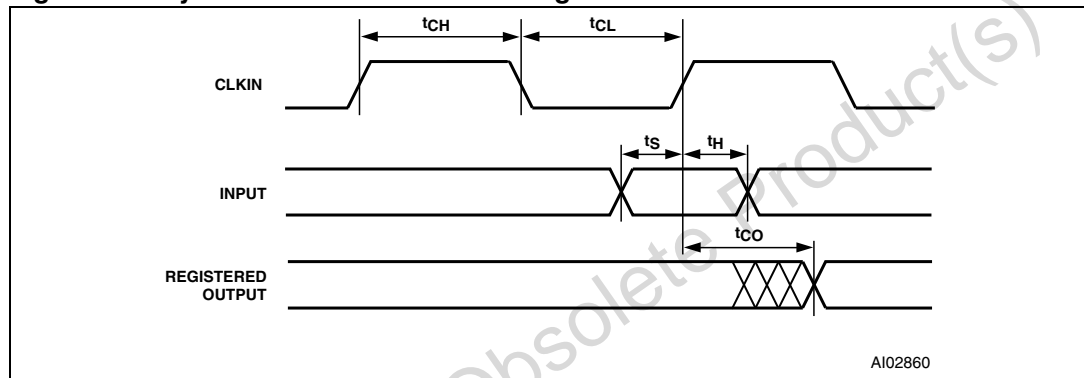 tCH
tCL
CLKIN
tS
tH
INPUT
tCO
REGISTERED
OUTPUT
AI02860
Obsolete Product(s)